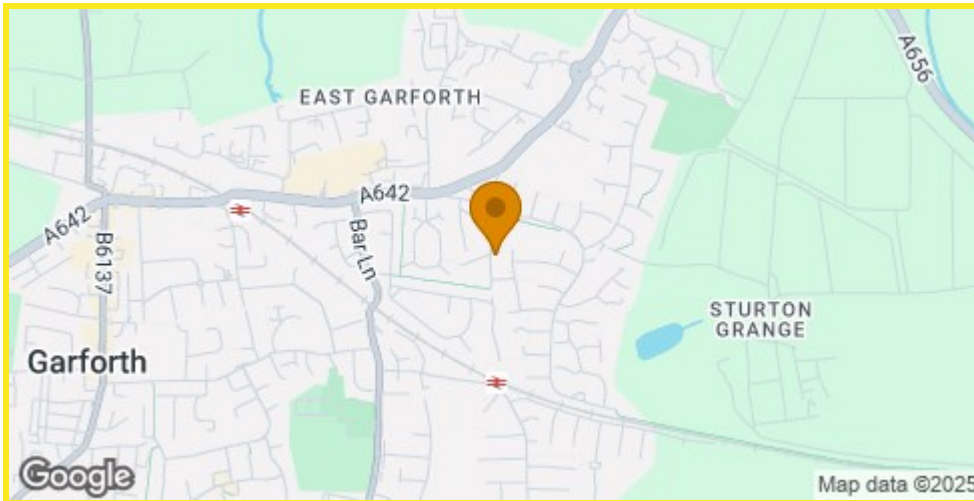 A656
EAST GARFORTH
A642
A642
B6137
Bar Ln
STURTON
GRANGE
Garforth
Google
Map data ©2025